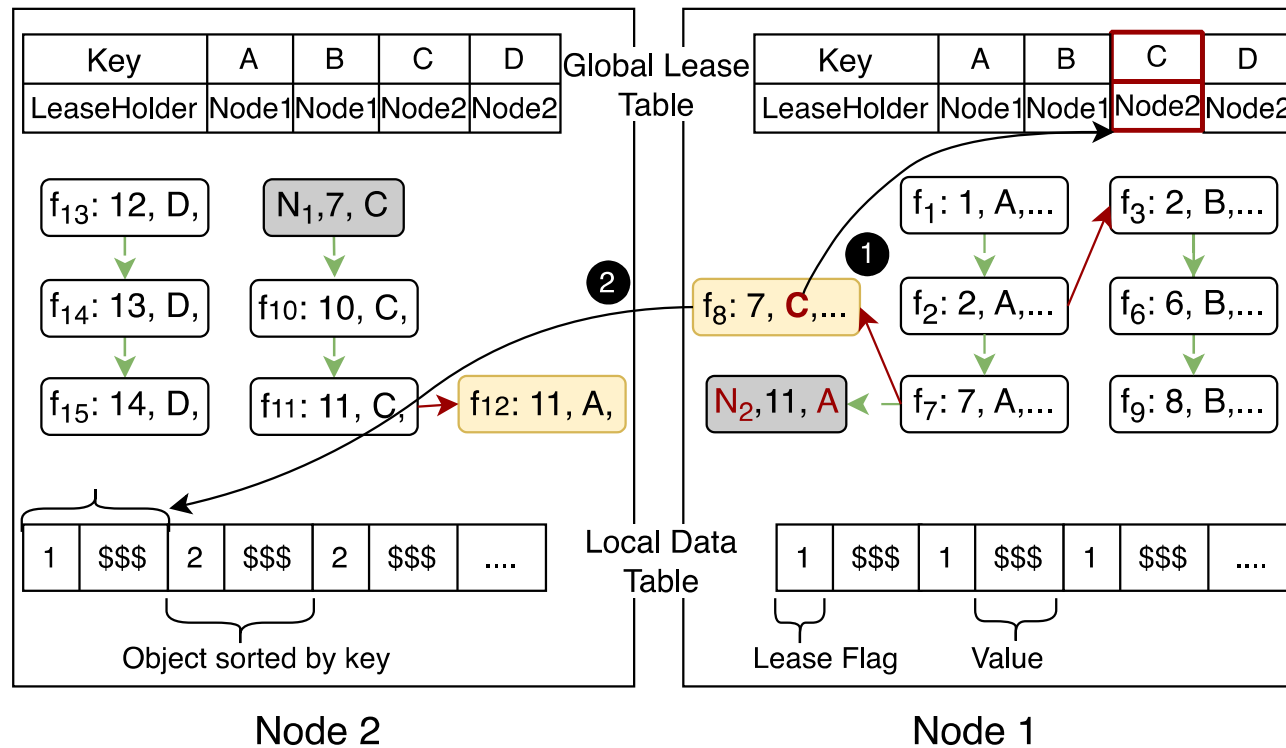 Key A B C D
LeaseHolder Node1 Node1 Node2 Node2
Global Lease
Table
Key A B C D
LeaseHolder Node1 Node1 Node2 Node2
f13: 12, D,
N1,7, C
f14: 13, D,
f10: 10, C,
f15: 14, D,
f11: 11, C,
f12: 11, A,
2
1
f1: 1, A,...
f3: 2, B,...
f8: 7, C,...
f2: 2, A,...
f6: 6, B,...
N2,11, A
f7: 7, A,...
f9: 8, B,...
1 $$$ 2 $$$ 2 $$$ ....
Object sorted by key
Local Data
Table
1 $$$ 1 $$$ 1 $$$ ....
Lease Flag
Value
Node 2
Node 1